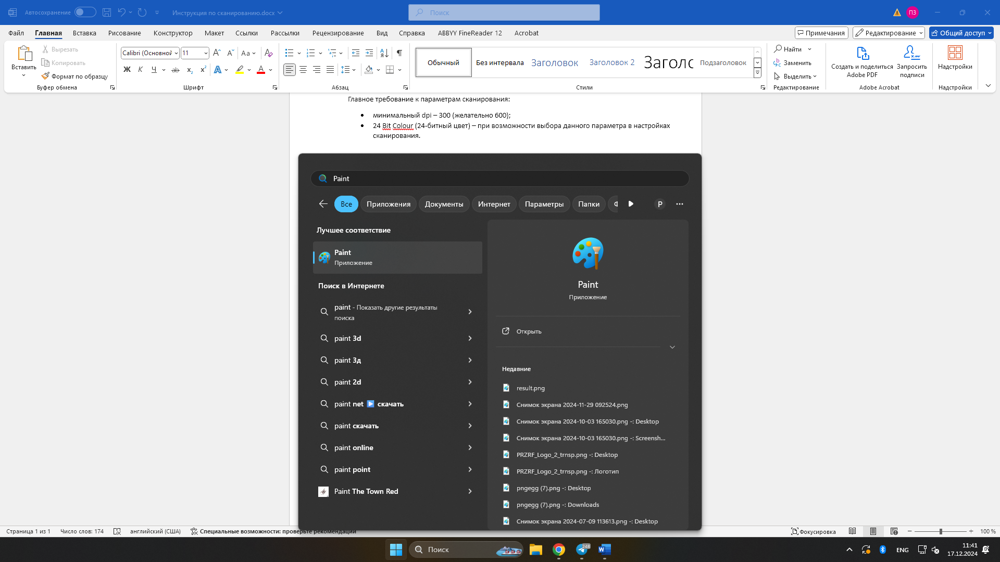 Автосохранение
Инструкция по сканированию.docx
Поиск
ПЗ
Файл Главная Вставка Рисование Конструктор Макет Ссылки Рассылки Рецензирование Вид Справка ABBYY FineReader 12 Acrobat
Примечания Редактирование Общий доступ
Вставить
Вырезать
Копировать
Формат по образцу
Буфер обмена
Calibri (Основной 11
Aa
Ж К Ч ab x₂ x² A A
Шрифт
Абзац
Обычный Без интервала Заголовок Заголовок 2 Заголо Подзаголовок
Стили
Найти
Заменить
Выделить
Редактирование
Создать и поделиться Adobe PDF
Запросить подписи
Adobe Acrobat
Надстройки
Надстройки
Главное требование к параметрам сканирования:
• минимальный dpi – 300 (желательно 600);
• 24 Bit Colour (24-битный цвет) – при возможности выбора данного параметра в настройках
сканирования.
Paint
Все Приложения Документы Интернет Параметры Папки
P
Лучшее соответствие
Paint
Приложение
Поиск в Интернете
paint - Показать другие результаты
поиска
paint 3d
paint 3д
paint 2d
paint net ▶ скачать
paint скачать
paint online
paint point
Paint The Town Red
Paint
Приложение
Открыть
Недавние
result.png
Снимок экрана 2024-11-29 092524.png
Снимок экрана 2024-10-03 165030.png -: Desktop
Снимок экрана 2024-10-03 165030.png -: Screensh...
PRZRF_Logo_2_trnsp.png -: Desktop
PRZRF_Logo_2_trnsp.png -: Логотип
pngegg (7).png -: Desktop
pngegg (7).png -: Downloads
Снимок экрана 2024-07-09 113613.png -: Desktop
Страница 1 из 1 Число слов: 174 английский (США) Специальные возможности: проверьте рекомендации
Фокусировка
100 %
Поиск
248
ENG
11:41
17.12.2024